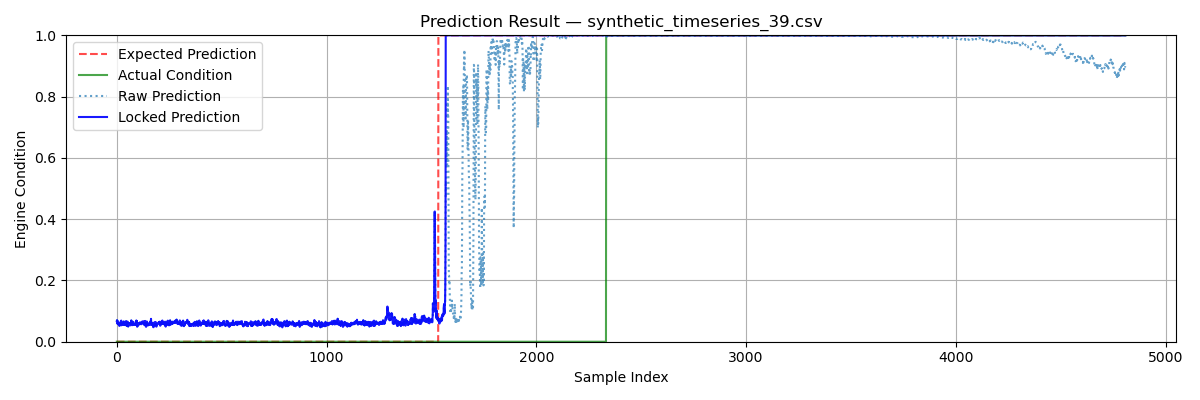 Prediction Result — synthetic_timeseries_39.csv
Expected Prediction
Actual Condition
Raw Prediction
Locked Prediction
Engine Condition
1.0
0.8
0.6
0.4
0.2
0.0
0 1000 2000 3000 4000 5000
Sample Index